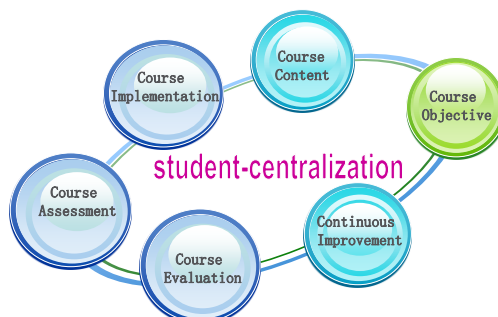 Course
Content
Course
Implementation
Course
Objective
student-centralization
Course
Assessment
Continuous
Improvement
Course
Evaluation